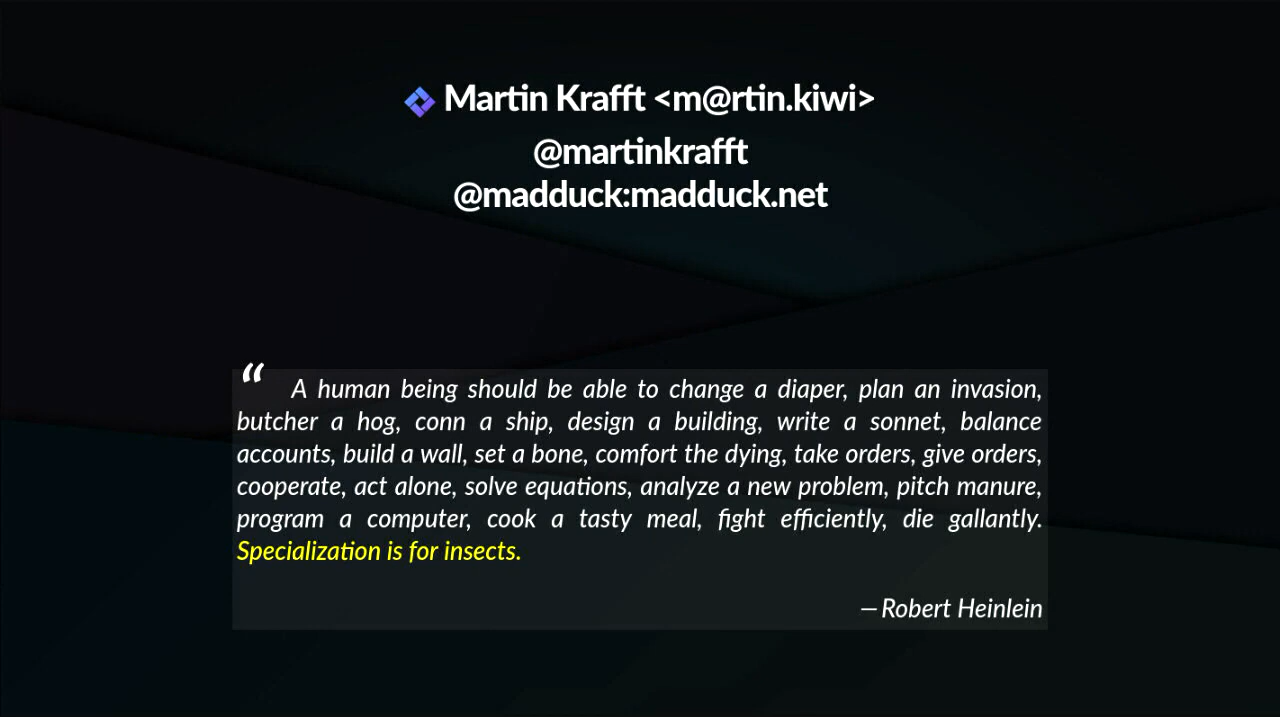 Martin Krafft <m@rtin.kiwi>
@martinkrafft
@madduck:madduck.net
“ A human being should be able to change a diaper, plan an invasion,
butcher a hog, conn a ship, design a building, write a sonnet, balance
accounts, build a wall, set a bone, comfort the dying, take orders, give orders,
cooperate, act alone, solve equations, analyze a new problem, pitch manure,
program a computer, cook a tasty meal, fight efficiently, die gallantly.
Specialization is for insects.
— Robert Heinlein